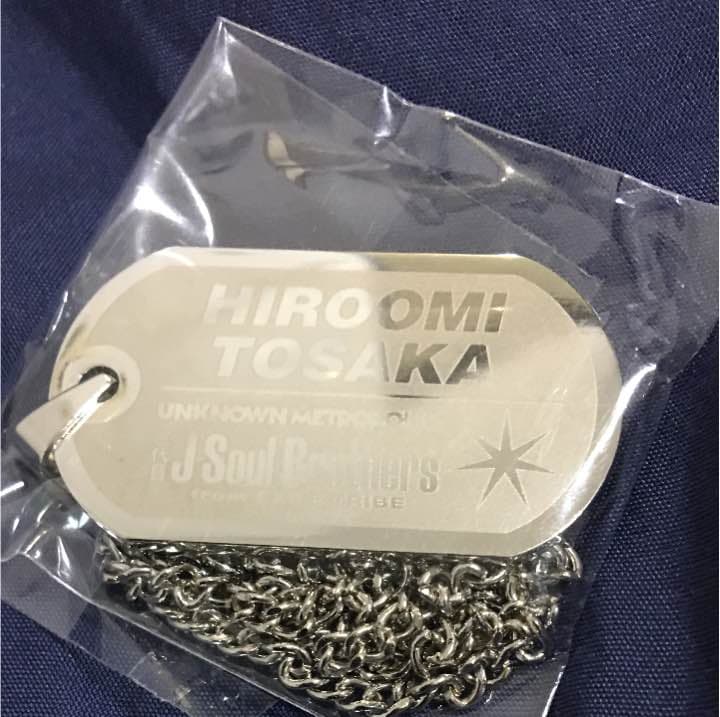 HIROOMI
TOSAKA
UNKNOWN
J Soul Brothers